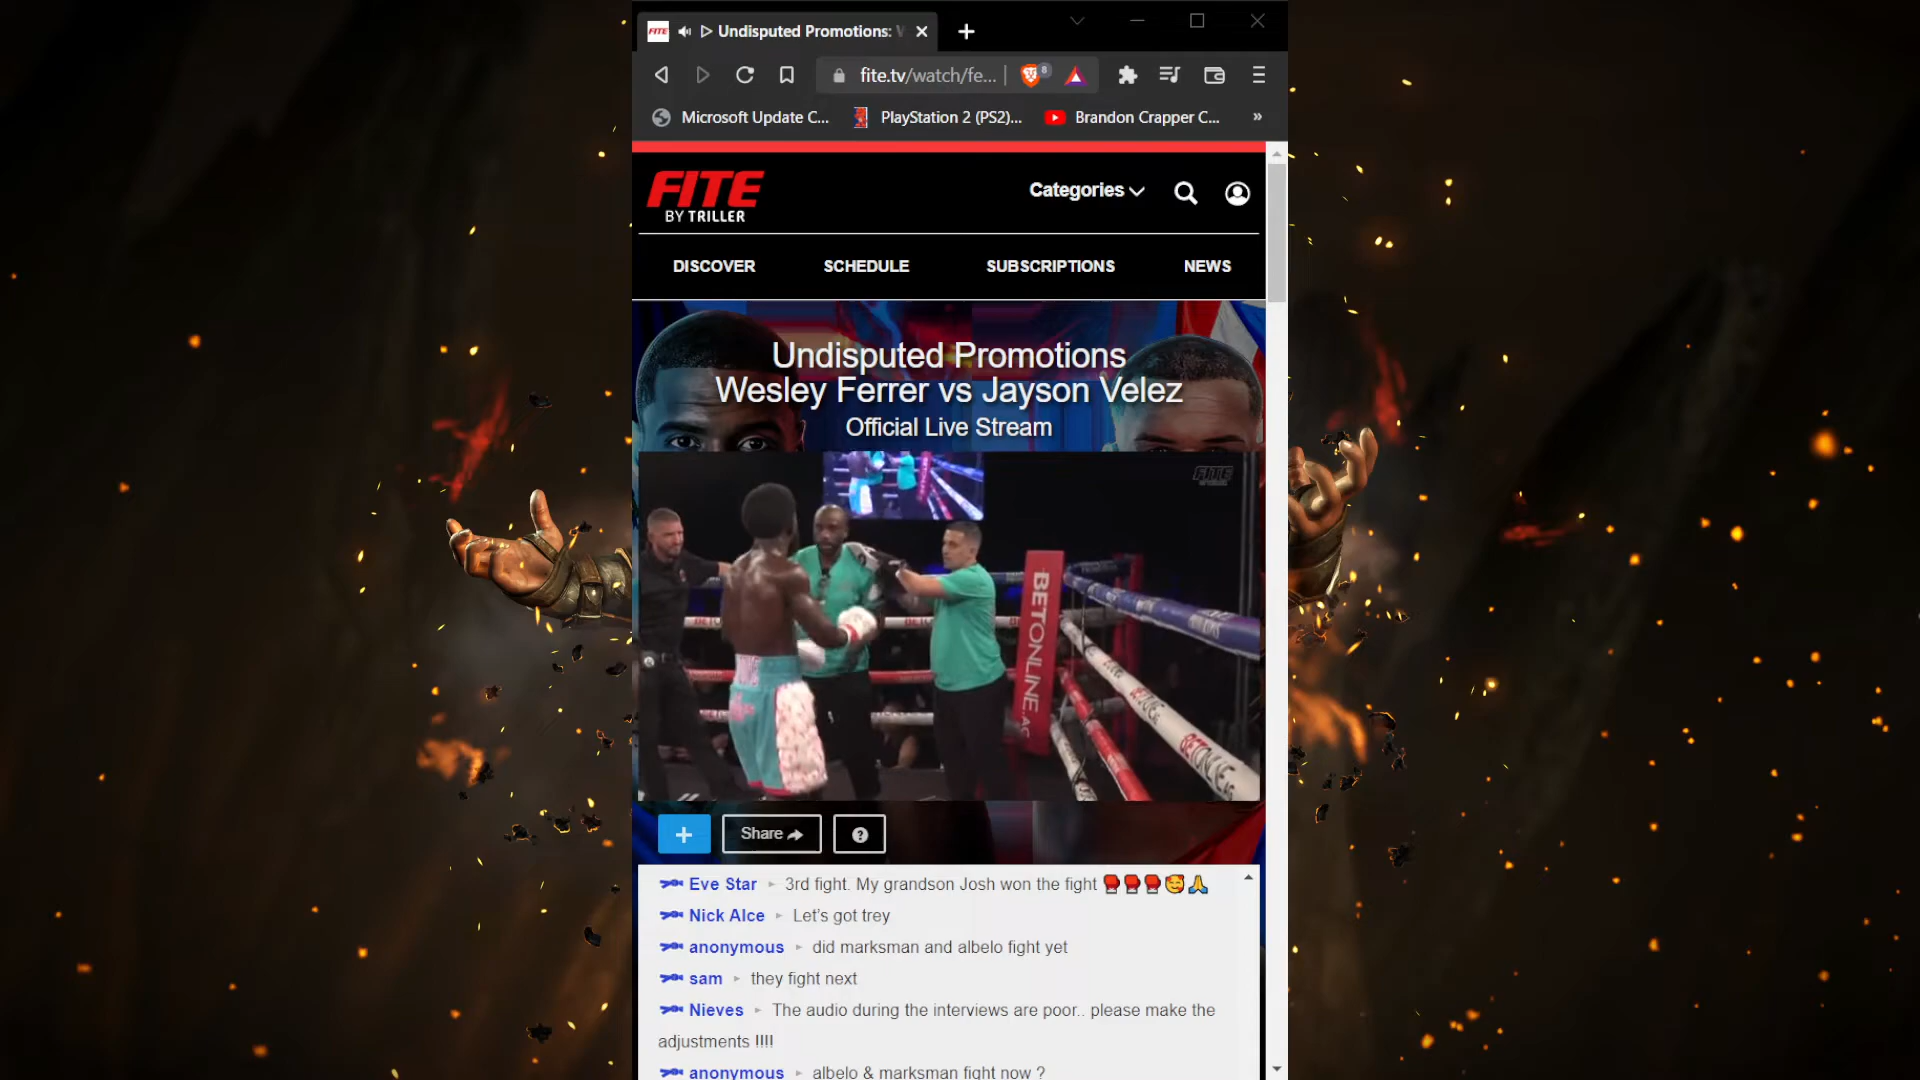 FITE
Undisputed Promotions:
fite.tv/watch/fe...
8
Microsoft Update C...
PlayStation 2 (PS2)...
Brandon Crapper C...
»
FITE
BY TRILLER
Categories
DISCOVER
SCHEDULE
SUBSCRIPTIONS
NEWS
Undisputed Promotions
Wesley Ferrer vs Jayson Velez
Official Live Stream
FITE
BETONLINE.AG
+
Share
?
Eve Star ▸ 3rd fight. My grandson Josh won the fight 🥊🥊🥊🥰🙏
Nick Alce ▸ Let's got trey
anonymous ▸ did marksman and albelo fight yet
sam ▸ they fight next
Nieves ▸ The audio during the interviews are poor.. please make the
adjustments !!!!
anonymous ▸ albelo & marksman fight now ?